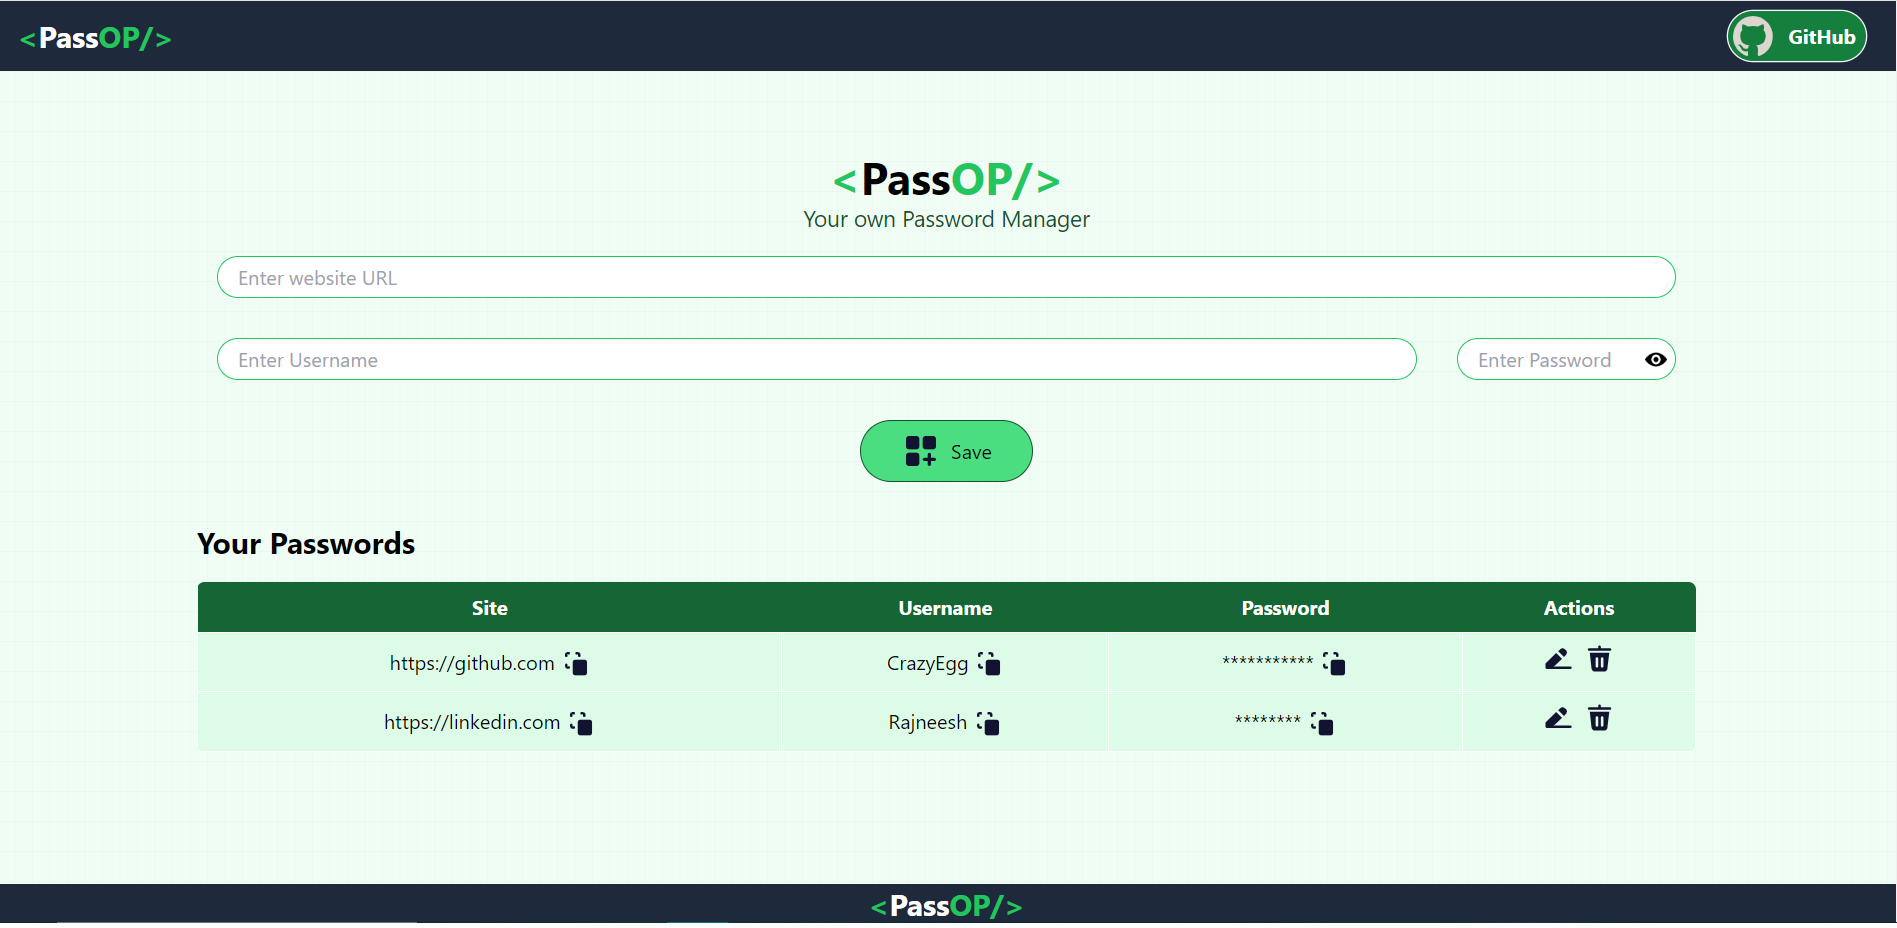 <PassOP/>
GitHub
<PassOP/>
Your own Password Manager
Enter website URL
Enter Username
Enter Password
Save
Your Passwords
Site Username Password Actions
https://github.com CrazyEgg ***********
https://linkedin.com Rajneesh ********
<PassOP/>